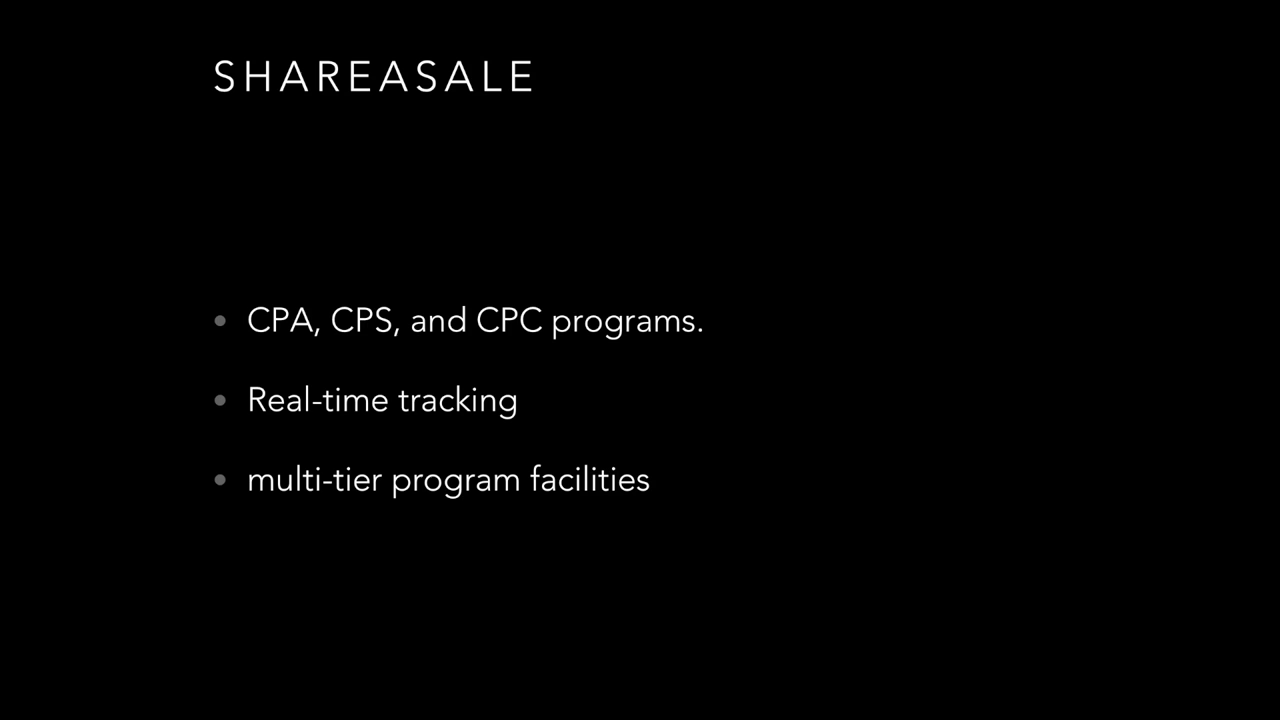 SHAREASALE
• CPA, CPS, and CPC programs.
• Real-time tracking
• multi-tier program facilities